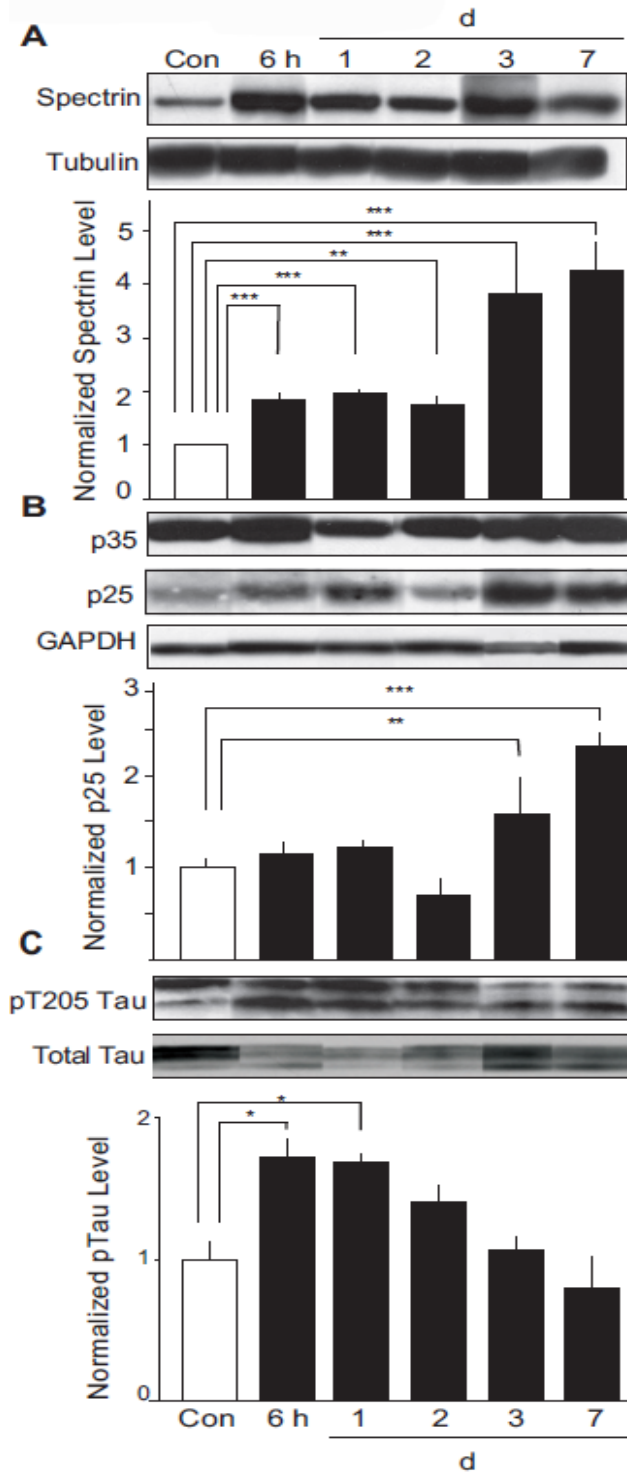 A
d
Con 6 h 1 2 3 7
Spectrin
Tubulin
Normalized Spectrin Level
5
4
3
2
1
0
***
***
**
***
***
B
p35
p25
GAPDH
Normalized p25 Level
3
2
1
***
**
C
pT205 Tau
Total Tau
Normalized pTau Level
2
1
0
*
*
Con 6 h 1 2 3 7
d